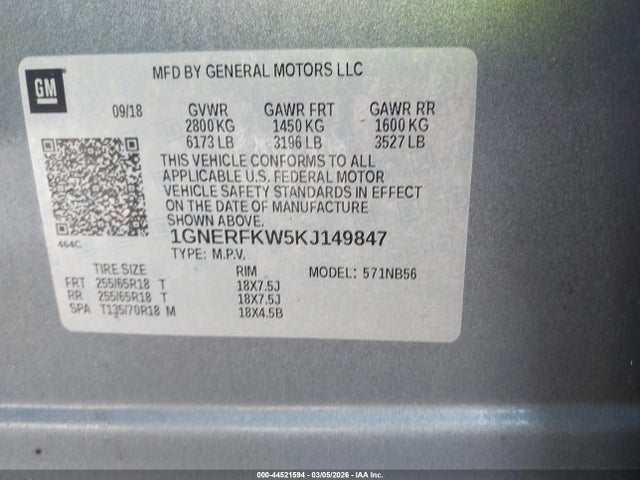 GM
MFD BY GENERAL MOTORS LLC
09/18 GVWR GAWR FRT GAWR RR
2800 KG 1450 KG 1600 KG
6173 LB 3196 LB 3527 LB
THIS VEHICLE CONFORMS TO ALL
APPLICABLE U.S. FEDERAL MOTOR
VEHICLE SAFETY STANDARDS IN EFFECT
ON THE DATE OF MANUFACTURE
SHOWN ABOVE.
464C
1GNERFKW5KJ149847
TYPE: M.P.V.
TIRE SIZE RIM MODEL: 571NB56
FRT 255/65R18 T 18X7.5J
RR 255/65R18 T 18X7.5J
SPA T135/70R18 M 18X4.5B
000-44521594 | 03/05/2026 | IAA Inc.